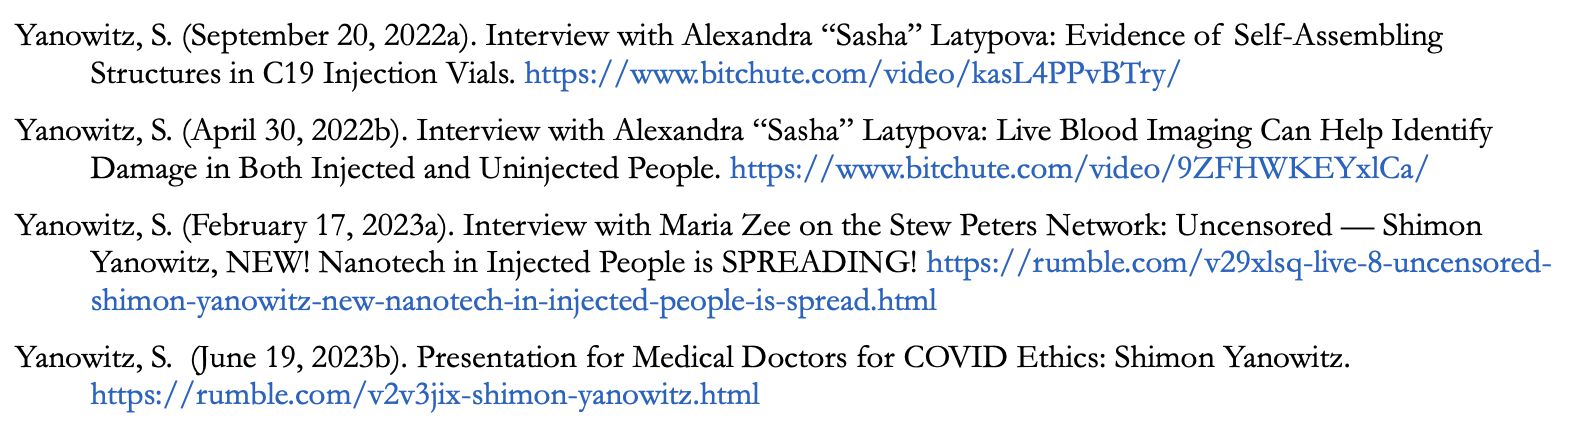 Yanowitz, S. (September 20, 2022a). Interview with Alexandra “Sasha” Latypova: Evidence of Self-Assembling
Structures in C19 Injection Vials. https://www.bitchute.com/video/kasL4PPvBTry/
Yanowitz, S. (April 30, 2022b). Interview with Alexandra “Sasha” Latypova: Live Blood Imaging Can Help Identify
Damage in Both Injected and Uninjected People. https://www.bitchute.com/video/9ZFHWKEYxlCa/
Yanowitz, S. (February 17, 2023a). Interview with Maria Zee on the Stew Peters Network: Uncensored — Shimon
Yanowitz, NEW! Nanotech in Injected People is SPREADING! https://rumble.com/v29xlsq-live-8-uncensored-
shimon-yanowitz-new-nanotech-in-injected-people-is-spread.html
Yanowitz, S.  (June 19, 2023b). Presentation for Medical Doctors for COVID Ethics: Shimon Yanowitz.
https://rumble.com/v2v3jix-shimon-yanowitz.html